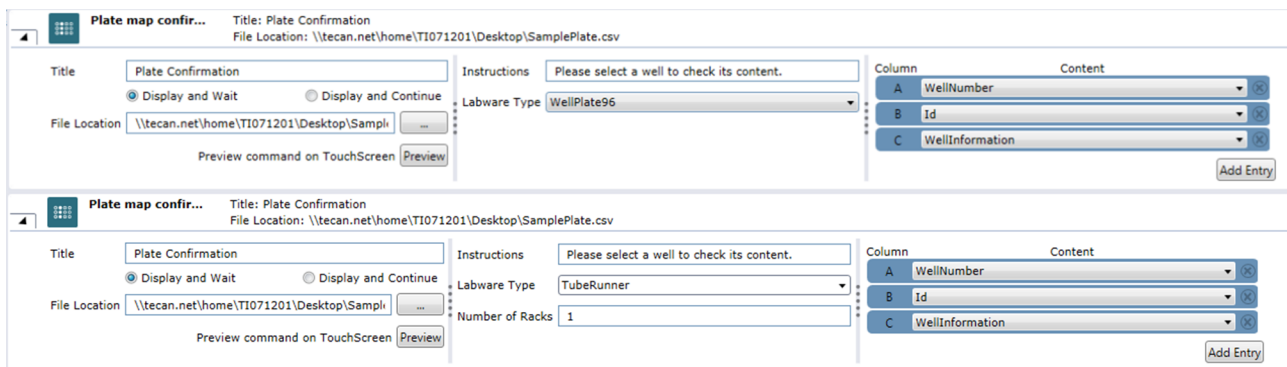 Plate map confir... Title: Plate Confirmation
File Location: \\tecan.net\home\TI071201\Desktop\SamplePlate.csv
Title Plate Confirmation
Display and Wait Display and Continue
File Location \\tecan.net\home\TI071201\Desktop\Sampl ...
Preview command on TouchScreen Preview
Instructions Please select a well to check its content.
Labware Type WellPlate96
Column Content
A WellNumber
B Id
C WellInformation
Add Entry
Plate map confir... Title: Plate Confirmation
File Location: \\tecan.net\home\TI071201\Desktop\SamplePlate.csv
Title Plate Confirmation
Display and Wait Display and Continue
File Location \\tecan.net\home\TI071201\Desktop\Sampl ...
Preview command on TouchScreen Preview
Instructions Please select a well to check its content.
Labware Type TubeRunner
Number of Racks 1
Column Content
A WellNumber
B Id
C WellInformation
Add Entry